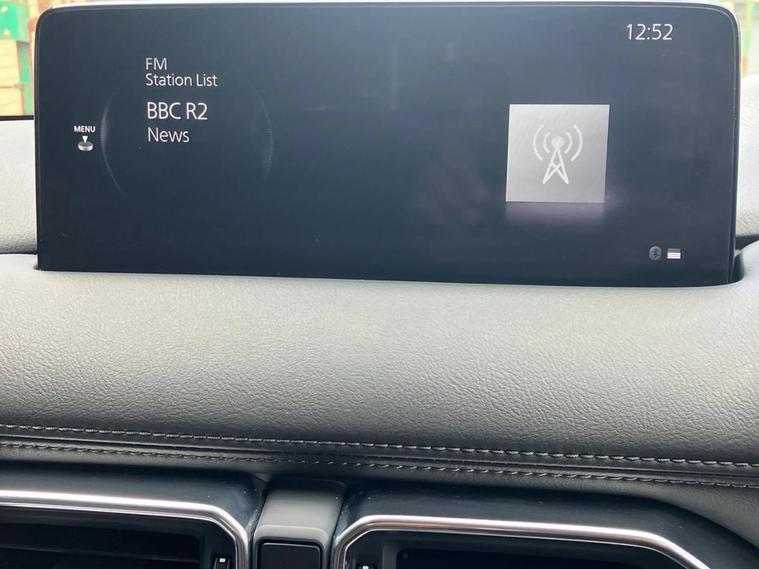 12:52
FM
Station List
BBC R2
News
MENU